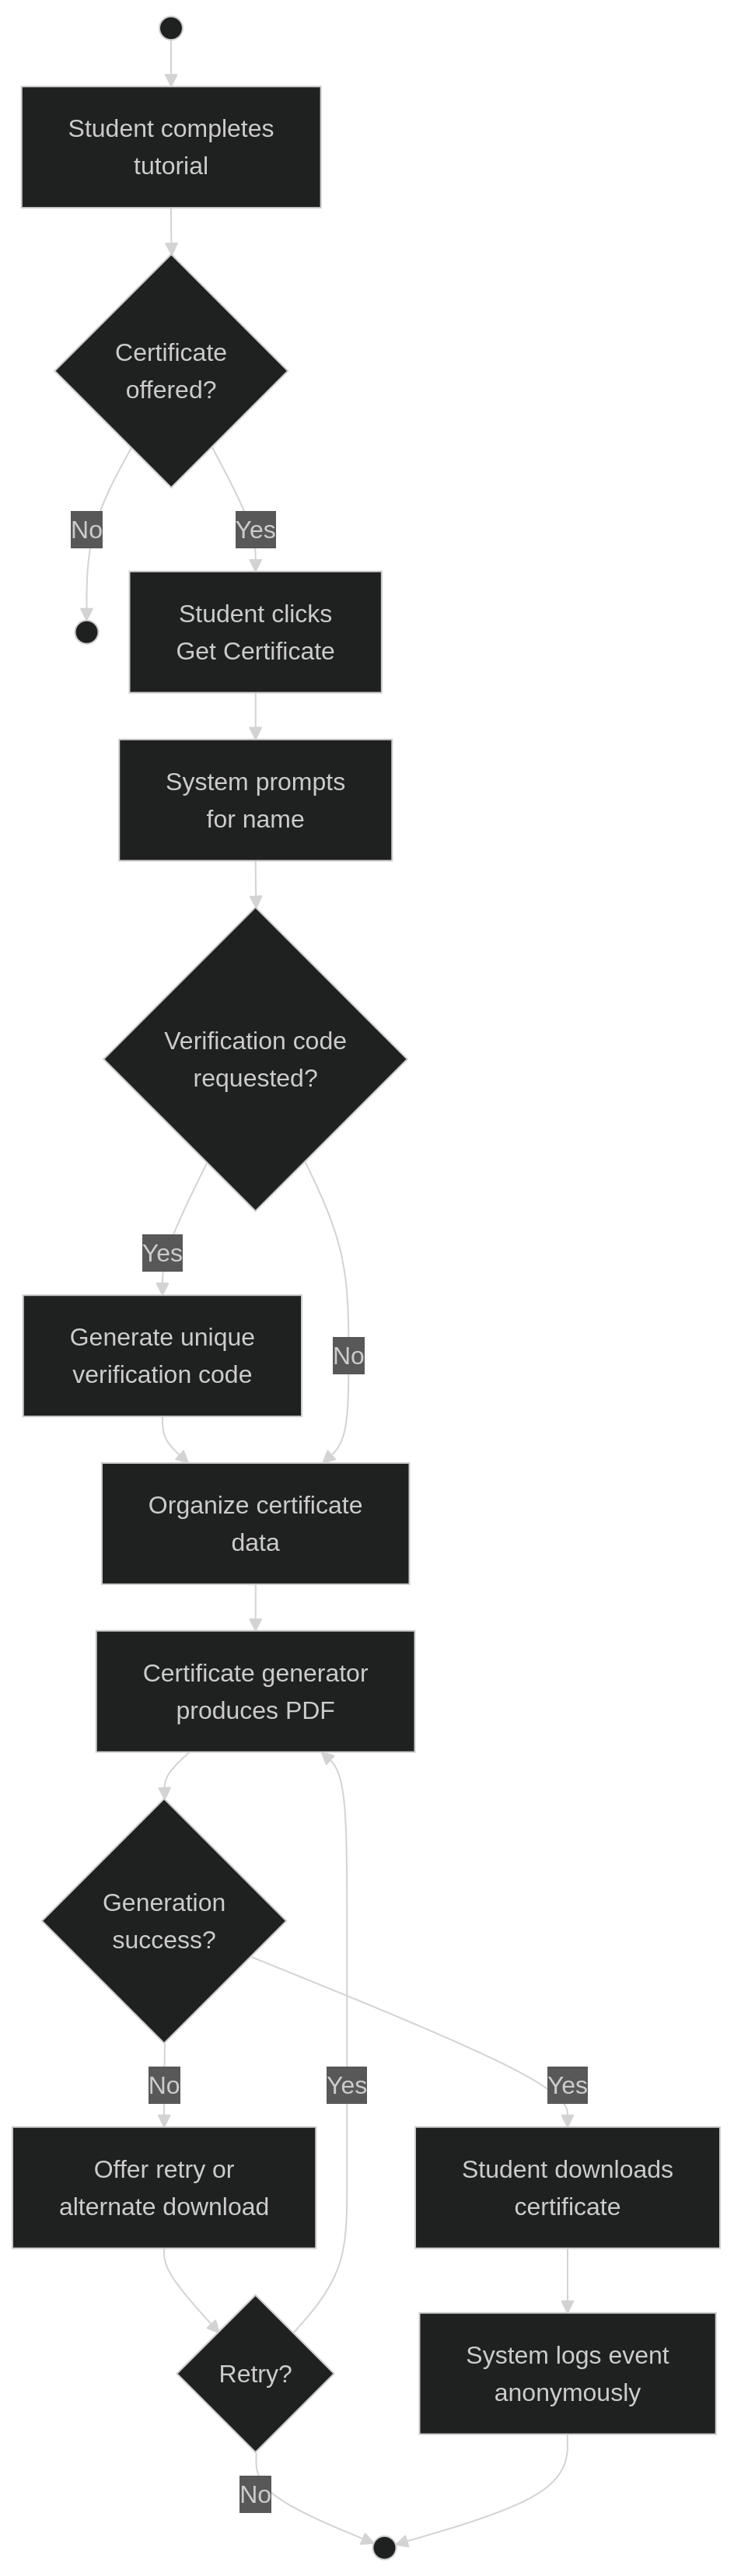 Student completes
tutorial
Certificate
offered?
No
Yes
Student clicks
Get Certificate
System prompts
for name
Verification code
requested?
Yes
Generate unique
verification code
No
Organize certificate
data
Certificate generator
produces PDF
Generation
success?
No
Yes
Yes
Offer retry or
alternate download
Student downloads
certificate
Retry?
System logs event
anonymously
No